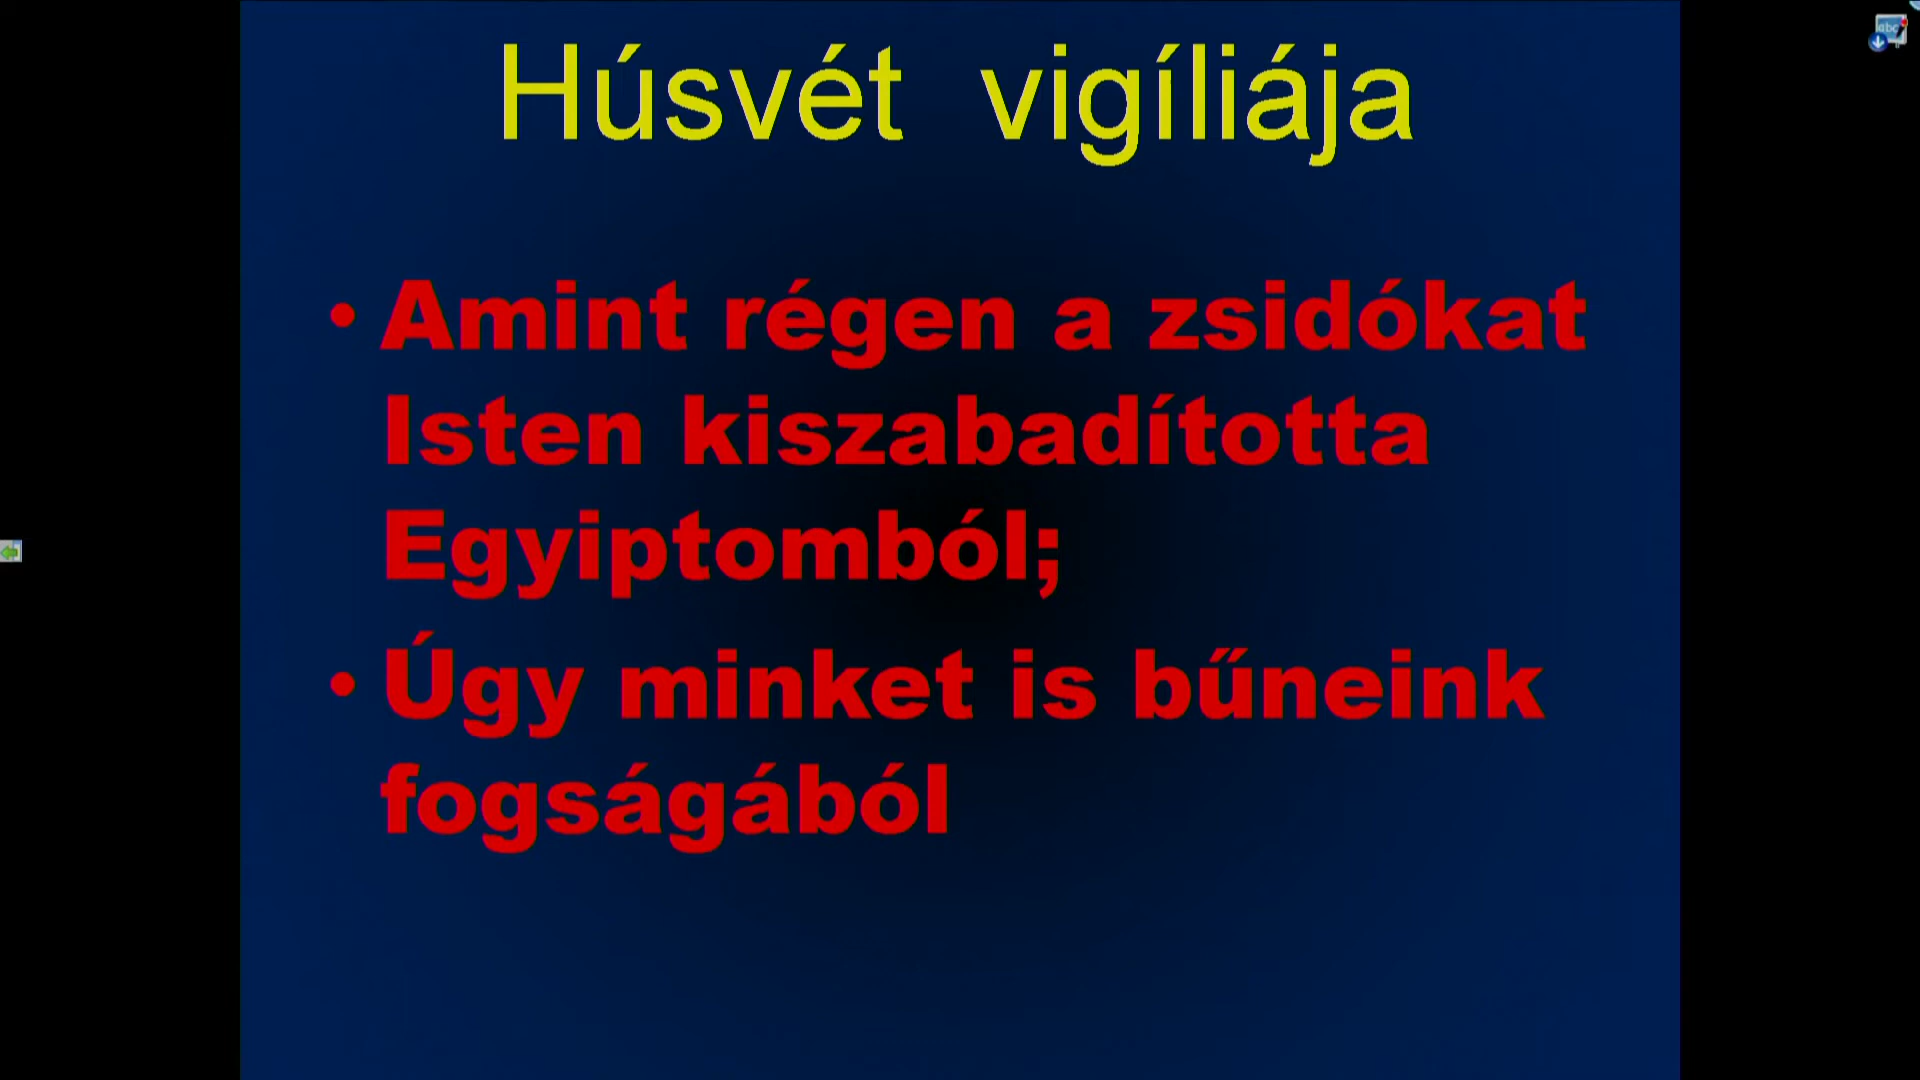 Húsvét vigíliája
• Amint régen a zsidókat
Isten kiszabadította
Egyiptomból;
• Úgy minket is bűneink
fogságából